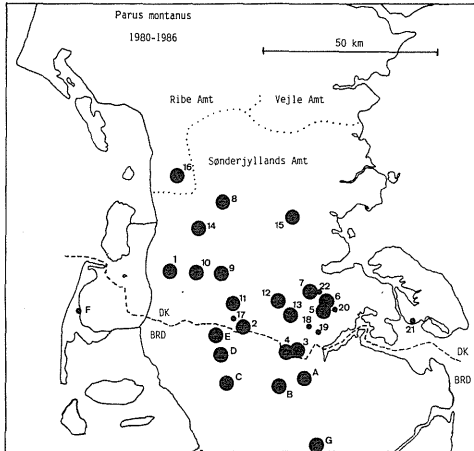 Parus montanus
1980-1986
50 km
Ribe Amt
Vejle Amt
Sønderjyllands Amt
16
8
14
15
1
10
9
7
22
6
12
5
20
11
13
17
2
18
19
21
F
DK
BRD
E
4
3
DK
D
BRD
C
A
B
G